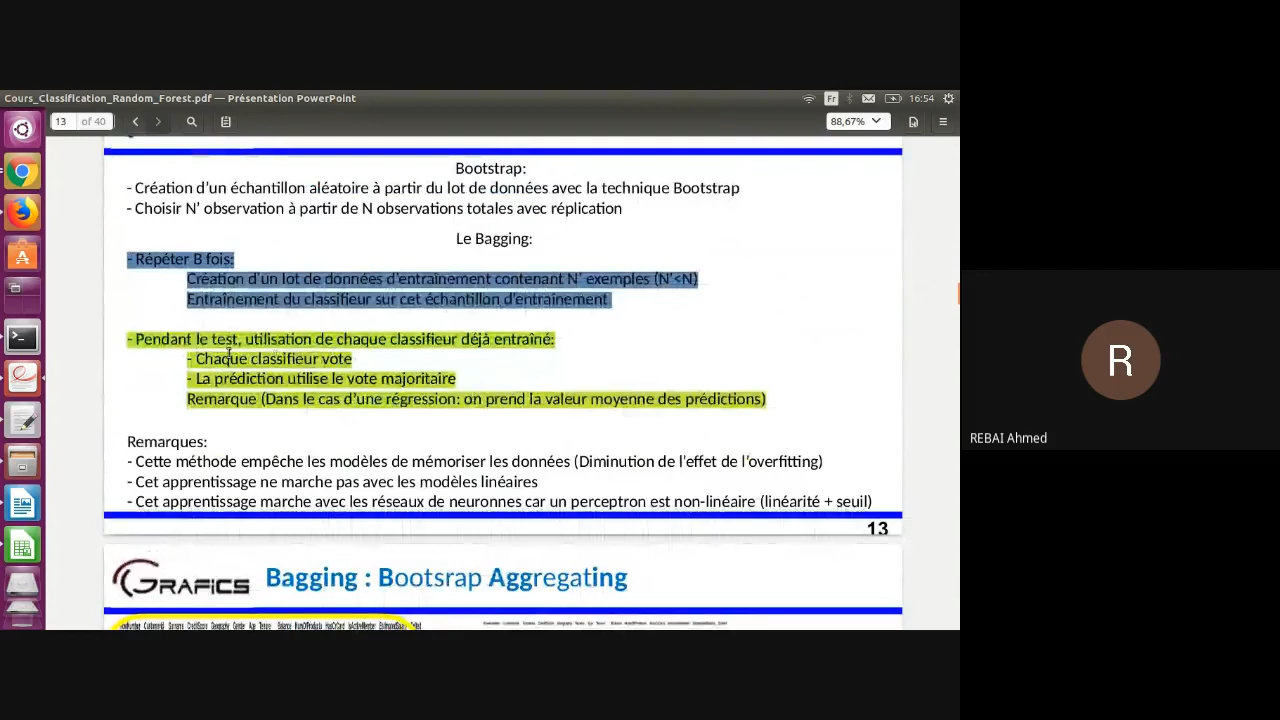 Cours_Classification_Random_Forest.pdf — Présentation PowerPoint
Fr
16:54
13 of 40
88,67%
Bootstrap:
- Création d'un échantillon aléatoire à partir du lot de données avec la technique Bootstrap
- Choisir N' observation à partir de N observations totales avec réplication
Le Bagging:
- Répéter B fois:
Création d'un lot de données d'entraînement contenant N' exemples (N'<N)
Entraînement du classifieur sur cet échantillon d'entrainement
- Pendant le test, utilisation de chaque classifieur déjà entraîné:
- Chaque classifieur vote
- La prédiction utilise le vote majoritaire
Remarque (Dans le cas d'une régression: on prend la valeur moyenne des prédictions)
Remarques:
- Cette méthode empêche les modèles de mémoriser les données (Diminution de l'effet de l'overfitting)
- Cet apprentissage ne marche pas avec les modèles linéaires
- Cet apprentissage marche avec les réseaux de neuronnes car un perceptron est non-linéaire (linéarité + seuil)
13
GRAFICS
Bagging : Bootsrap Aggregating
R
REBAI Ahmed